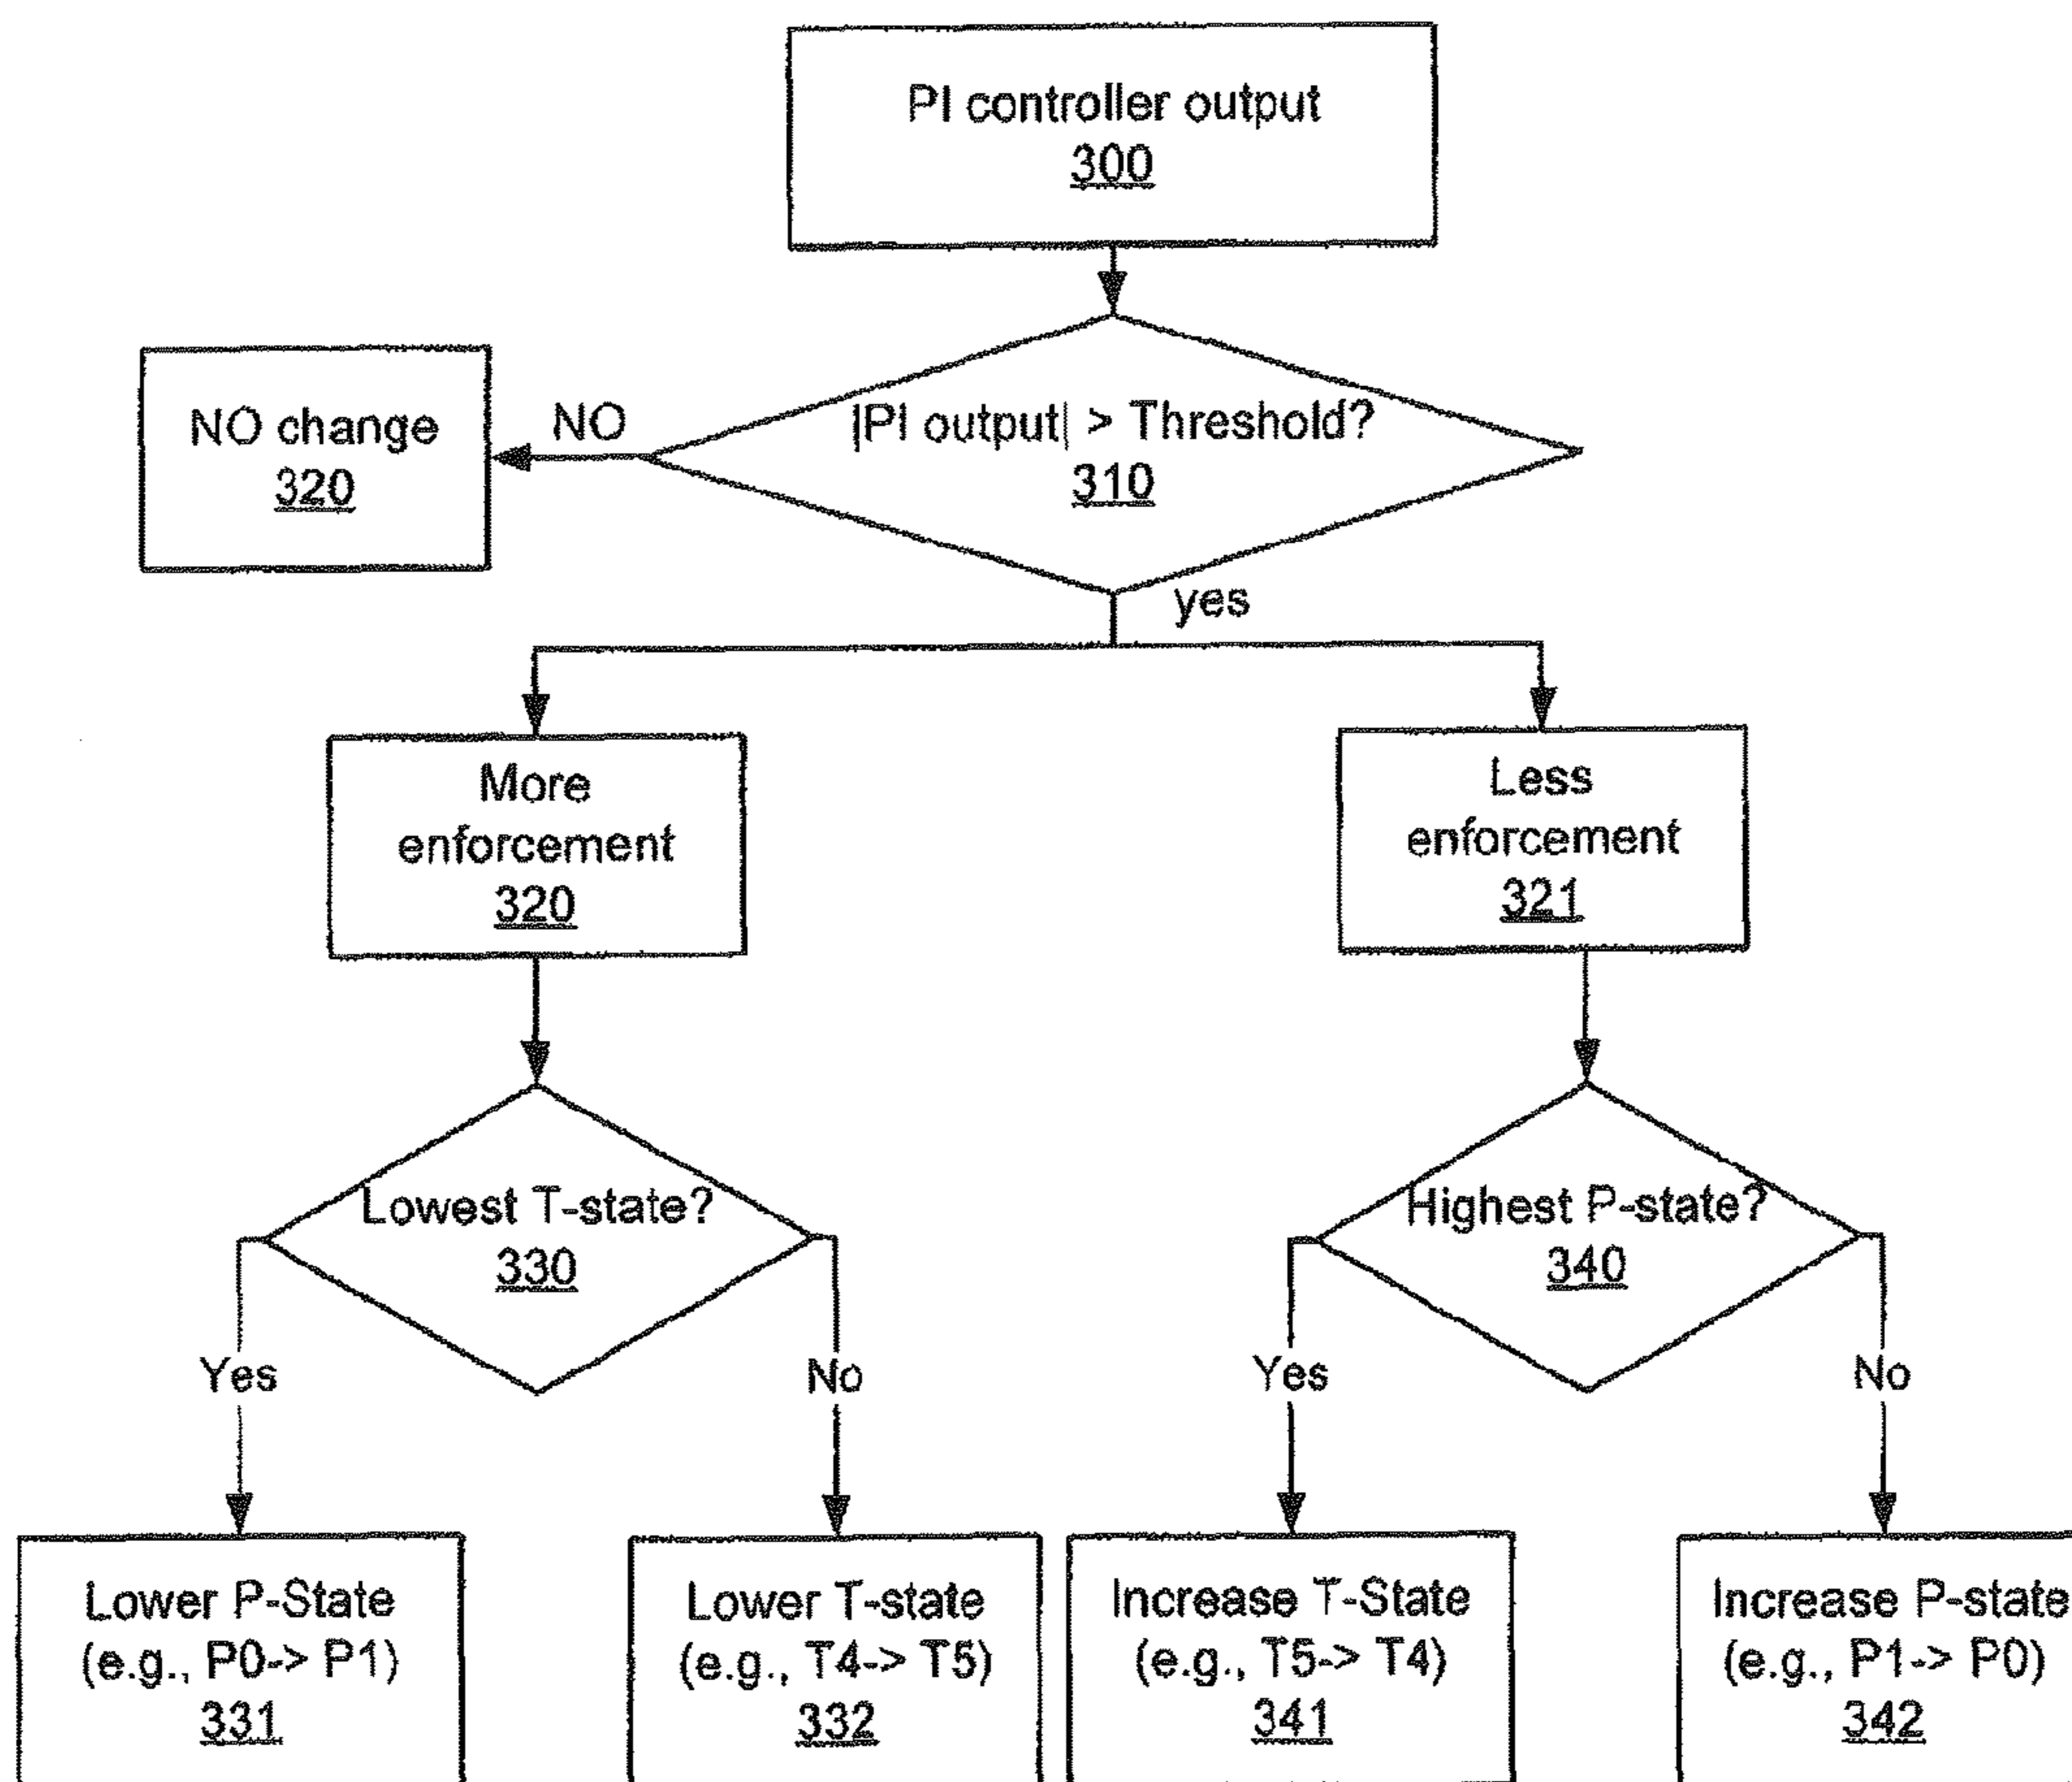 PI controller output
300
|PI output| > Threshold?
310
NO
NO change
320
yes
More
enforcement
320
Less
enforcement
321
Lowest T-state?
330
Highest P-state?
340
Yes
No
Yes
No
Lower P-State
(e.g., P0-> P1)
331
Lower T-state
(e.g., T4-> T5)
332
Increase T-State
(e.g., T5-> T4)
341
Increase P-state
(e.g., P1-> P0)
342